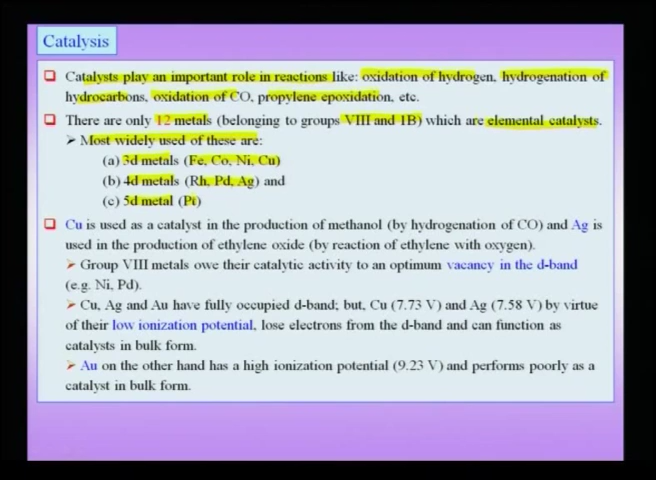 Catalysis
❑ Catalysts play an important role in reactions like: oxidation of hydrogen, hydrogenation of
hydrocarbons, oxidation of CO, propylene epoxidation, etc.
❑ There are only 12 metals (belonging to groups VIII and 1B) which are elemental catalysts.
➢ Most widely used of these are:
(a) 3d metals (Fe, Co, Ni, Cu)
(b) 4d metals (Rh, Pd, Ag) and
(c) 5d metal (Pt)
❑ Cu is used as a catalyst in the production of methanol (by hydrogenation of CO) and Ag is
used in the production of ethylene oxide (by reaction of ethylene with oxygen).
➢ Group VIII metals owe their catalytic activity to an optimum vacancy in the d-band
(e.g. Ni, Pd).
➢ Cu, Ag and Au have fully occupied d-band; but, Cu (7.73 V) and Ag (7.58 V) by virtue
of their low ionization potential, lose electrons from the d-band and can function as
catalysts in bulk form.
➢ Au on the other hand has a high ionization potential (9.23 V) and performs poorly as a
catalyst in bulk form.